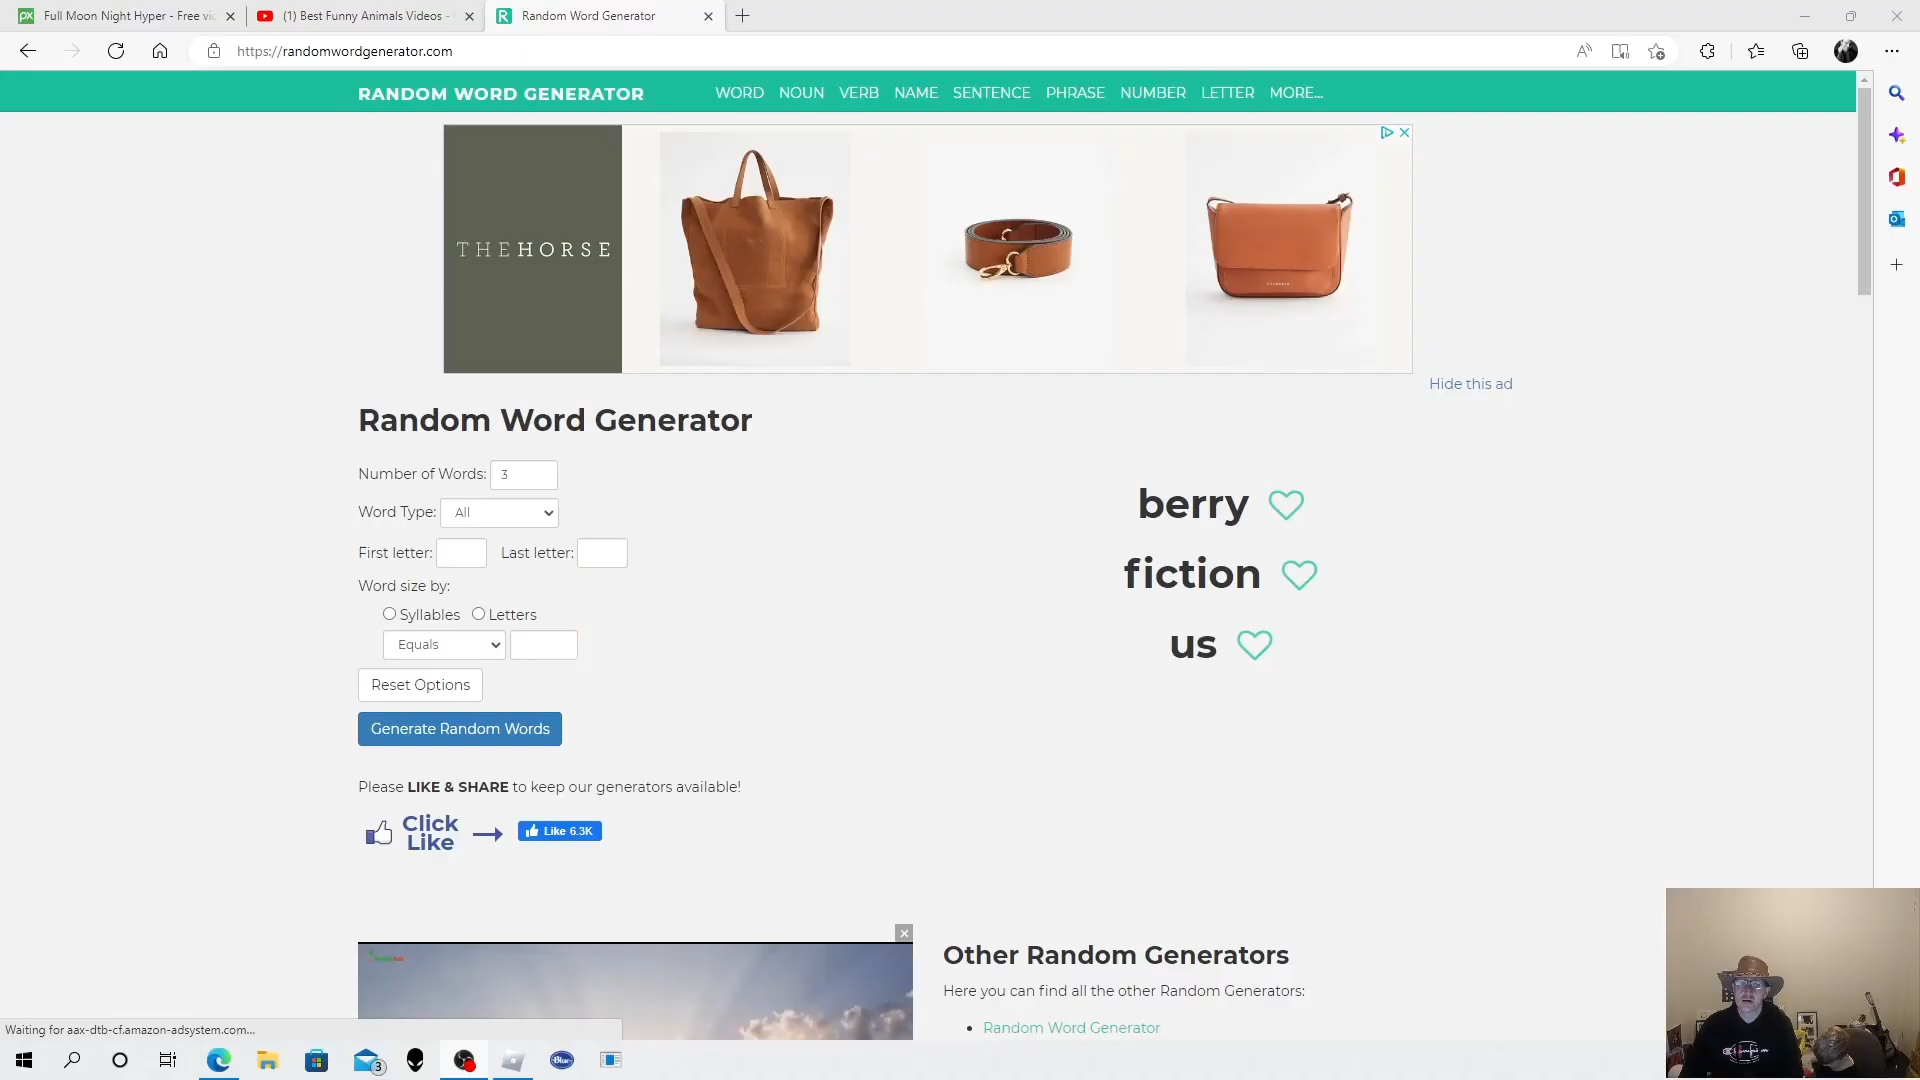 Full Moon Night Hyper - Free vic
(1) Best Funny Animals Videos -
Random Word Generator
https://randomwordgenerator.com
RANDOM WORD GENERATOR
WORD NOUN VERB NAME SENTENCE PHRASE NUMBER LETTER MORE...
THEHORSE
Hide this ad
Random Word Generator
Number of Words: 3
Word Type: All
First letter: Last letter:
Word size by:
Syllables Letters
Equals
Reset Options
Generate Random Words
berry
fiction
us
Please LIKE & SHARE to keep our generators available!
Click
Like
Like 6.3K
Other Random Generators
Here you can find all the other Random Generators:
Random Word Generator
Waiting for aax-dtb-cf.amazon-adsystem.com...
3
Blue